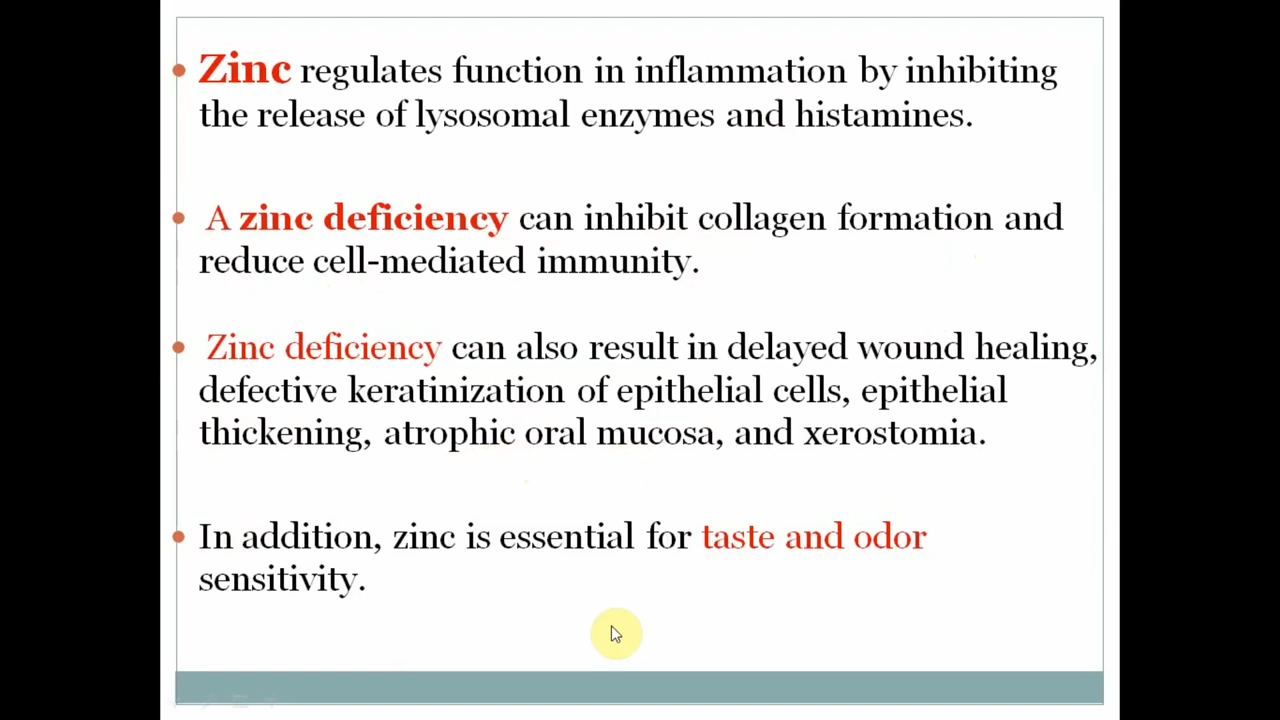 Zinc regulates function in inflammation by inhibiting
the release of lysosomal enzymes and histamines.
A zinc deficiency can inhibit collagen formation and
reduce cell-mediated immunity.
Zinc deficiency can also result in delayed wound healing,
defective keratinization of epithelial cells, epithelial
thickening, atrophic oral mucosa, and xerostomia.
In addition, zinc is essential for taste and odor
sensitivity.